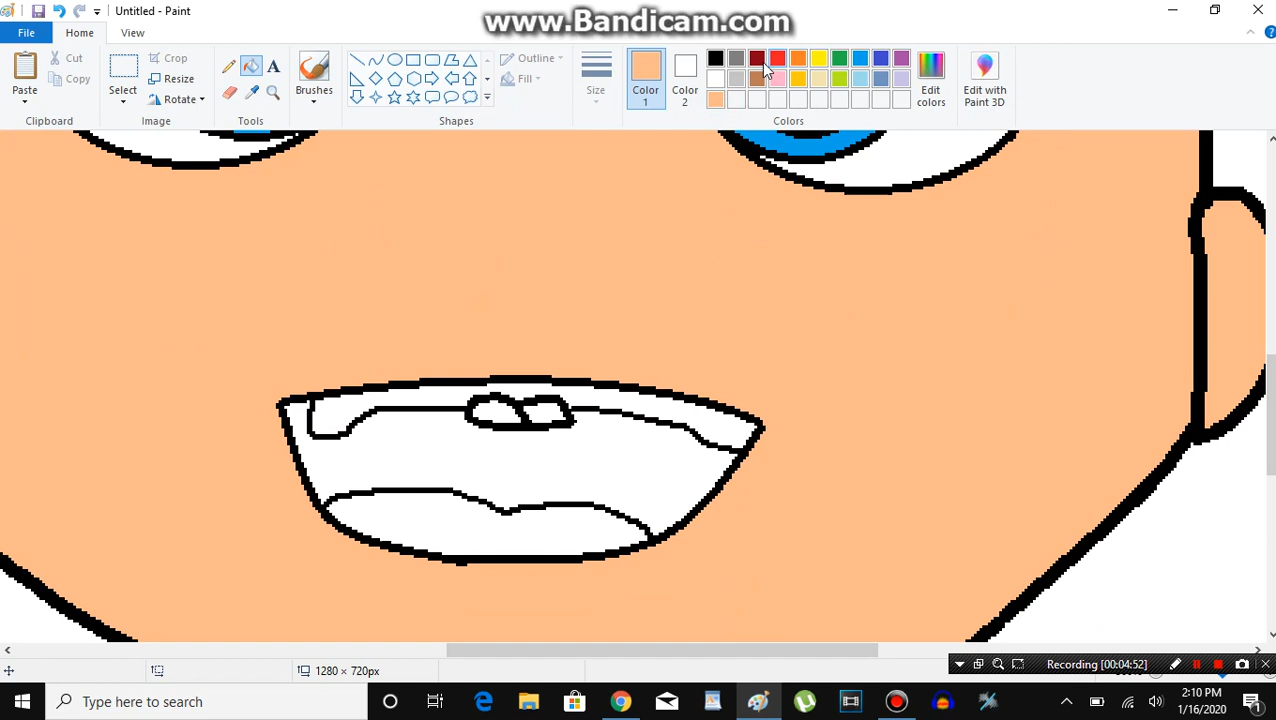 Untitled - Paint
www.Bandicam.com
File
Home
View
Paste
Cut
Copy
Clipboard
Select
Crop
Resize
Rotate
Image
A
Tools
Brushes
Shapes
Outline
Fill
Size
Color 1
Color 2
Colors
Edit colors
Edit with Paint 3D
1280 × 720px
Recording [00:04:52]
Type here to search
2:10 PM
1/16/2020
1